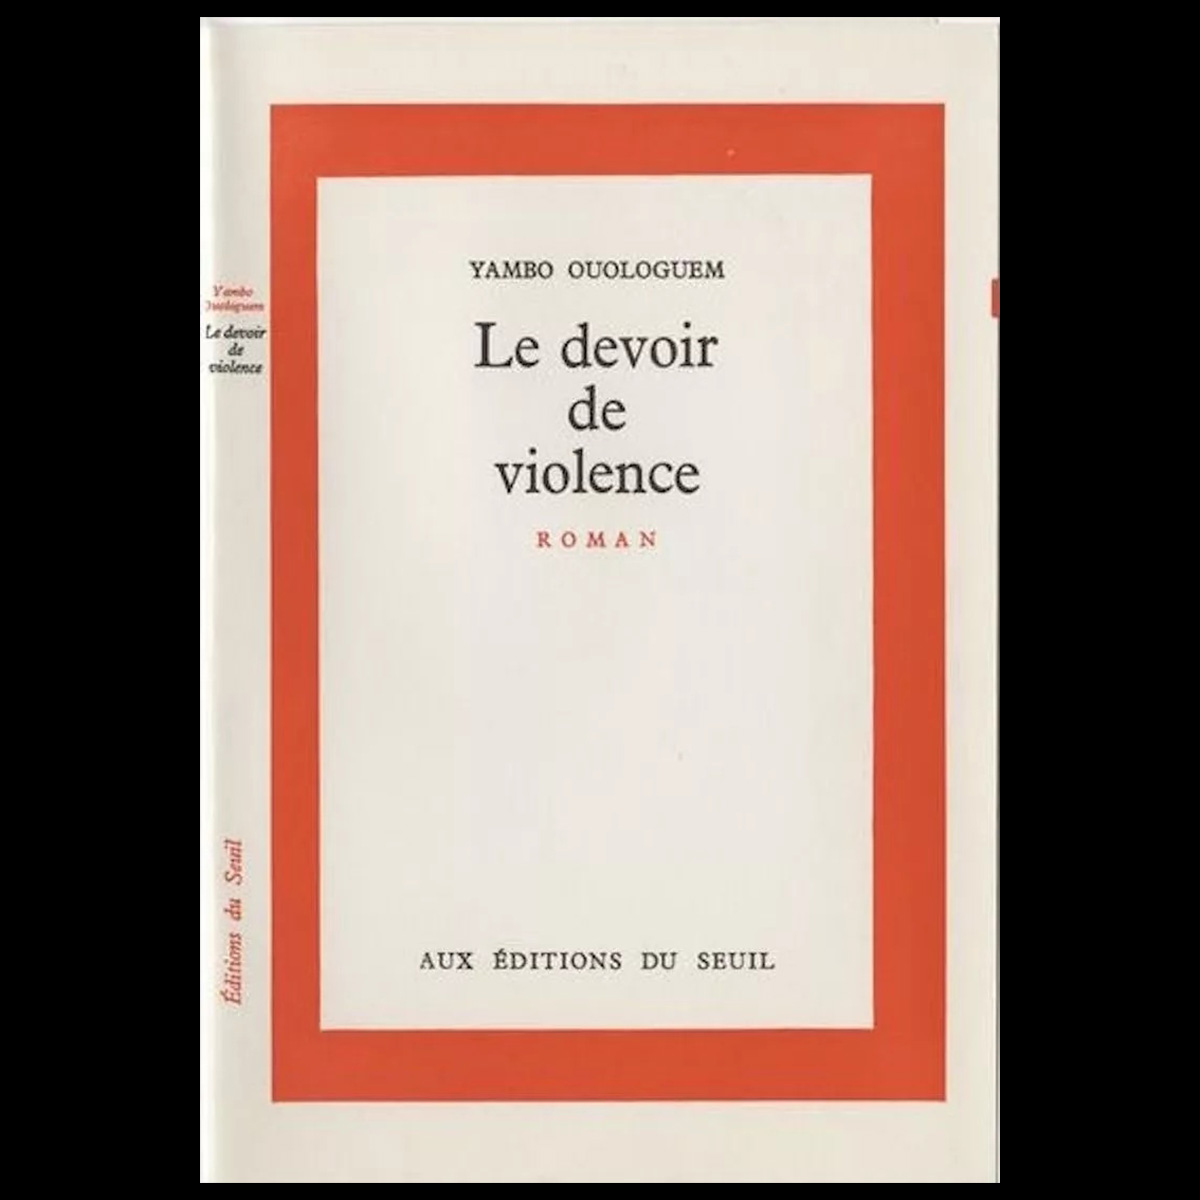 YAMBO OUOLOGUEM
Le devoir
de
violence
ROMAN
AUX ÉDITIONS DU SEUIL
Yambo
Ouologuem
Le devoir
de
violence
Éditions du Seuil